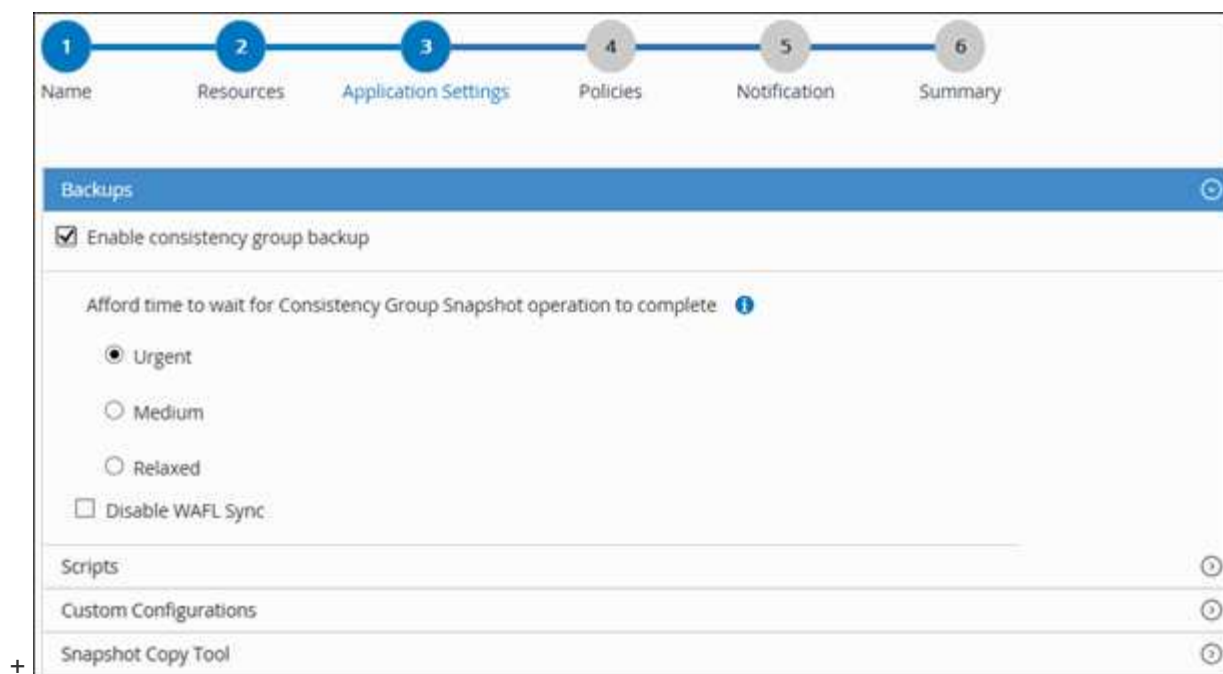 1 2 3 4 5 6
Name Resources Application Settings Policies Notification Summary
Backups
Enable consistency group backup
Afford time to wait for Consistency Group Snapshot operation to complete i
Urgent
Medium
Relaxed
Disable WAFL Sync
Scripts
Custom Configurations
Snapshot Copy Tool
+